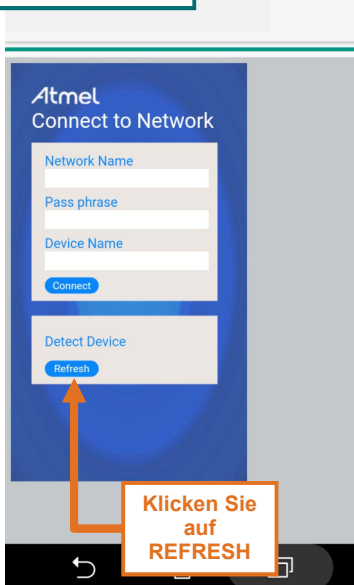 Atmel
Connect to Network
Network Name
Pass phrase
Device Name
Connect
Detect Device
Refresh
Klicken Sie
auf
REFRESH